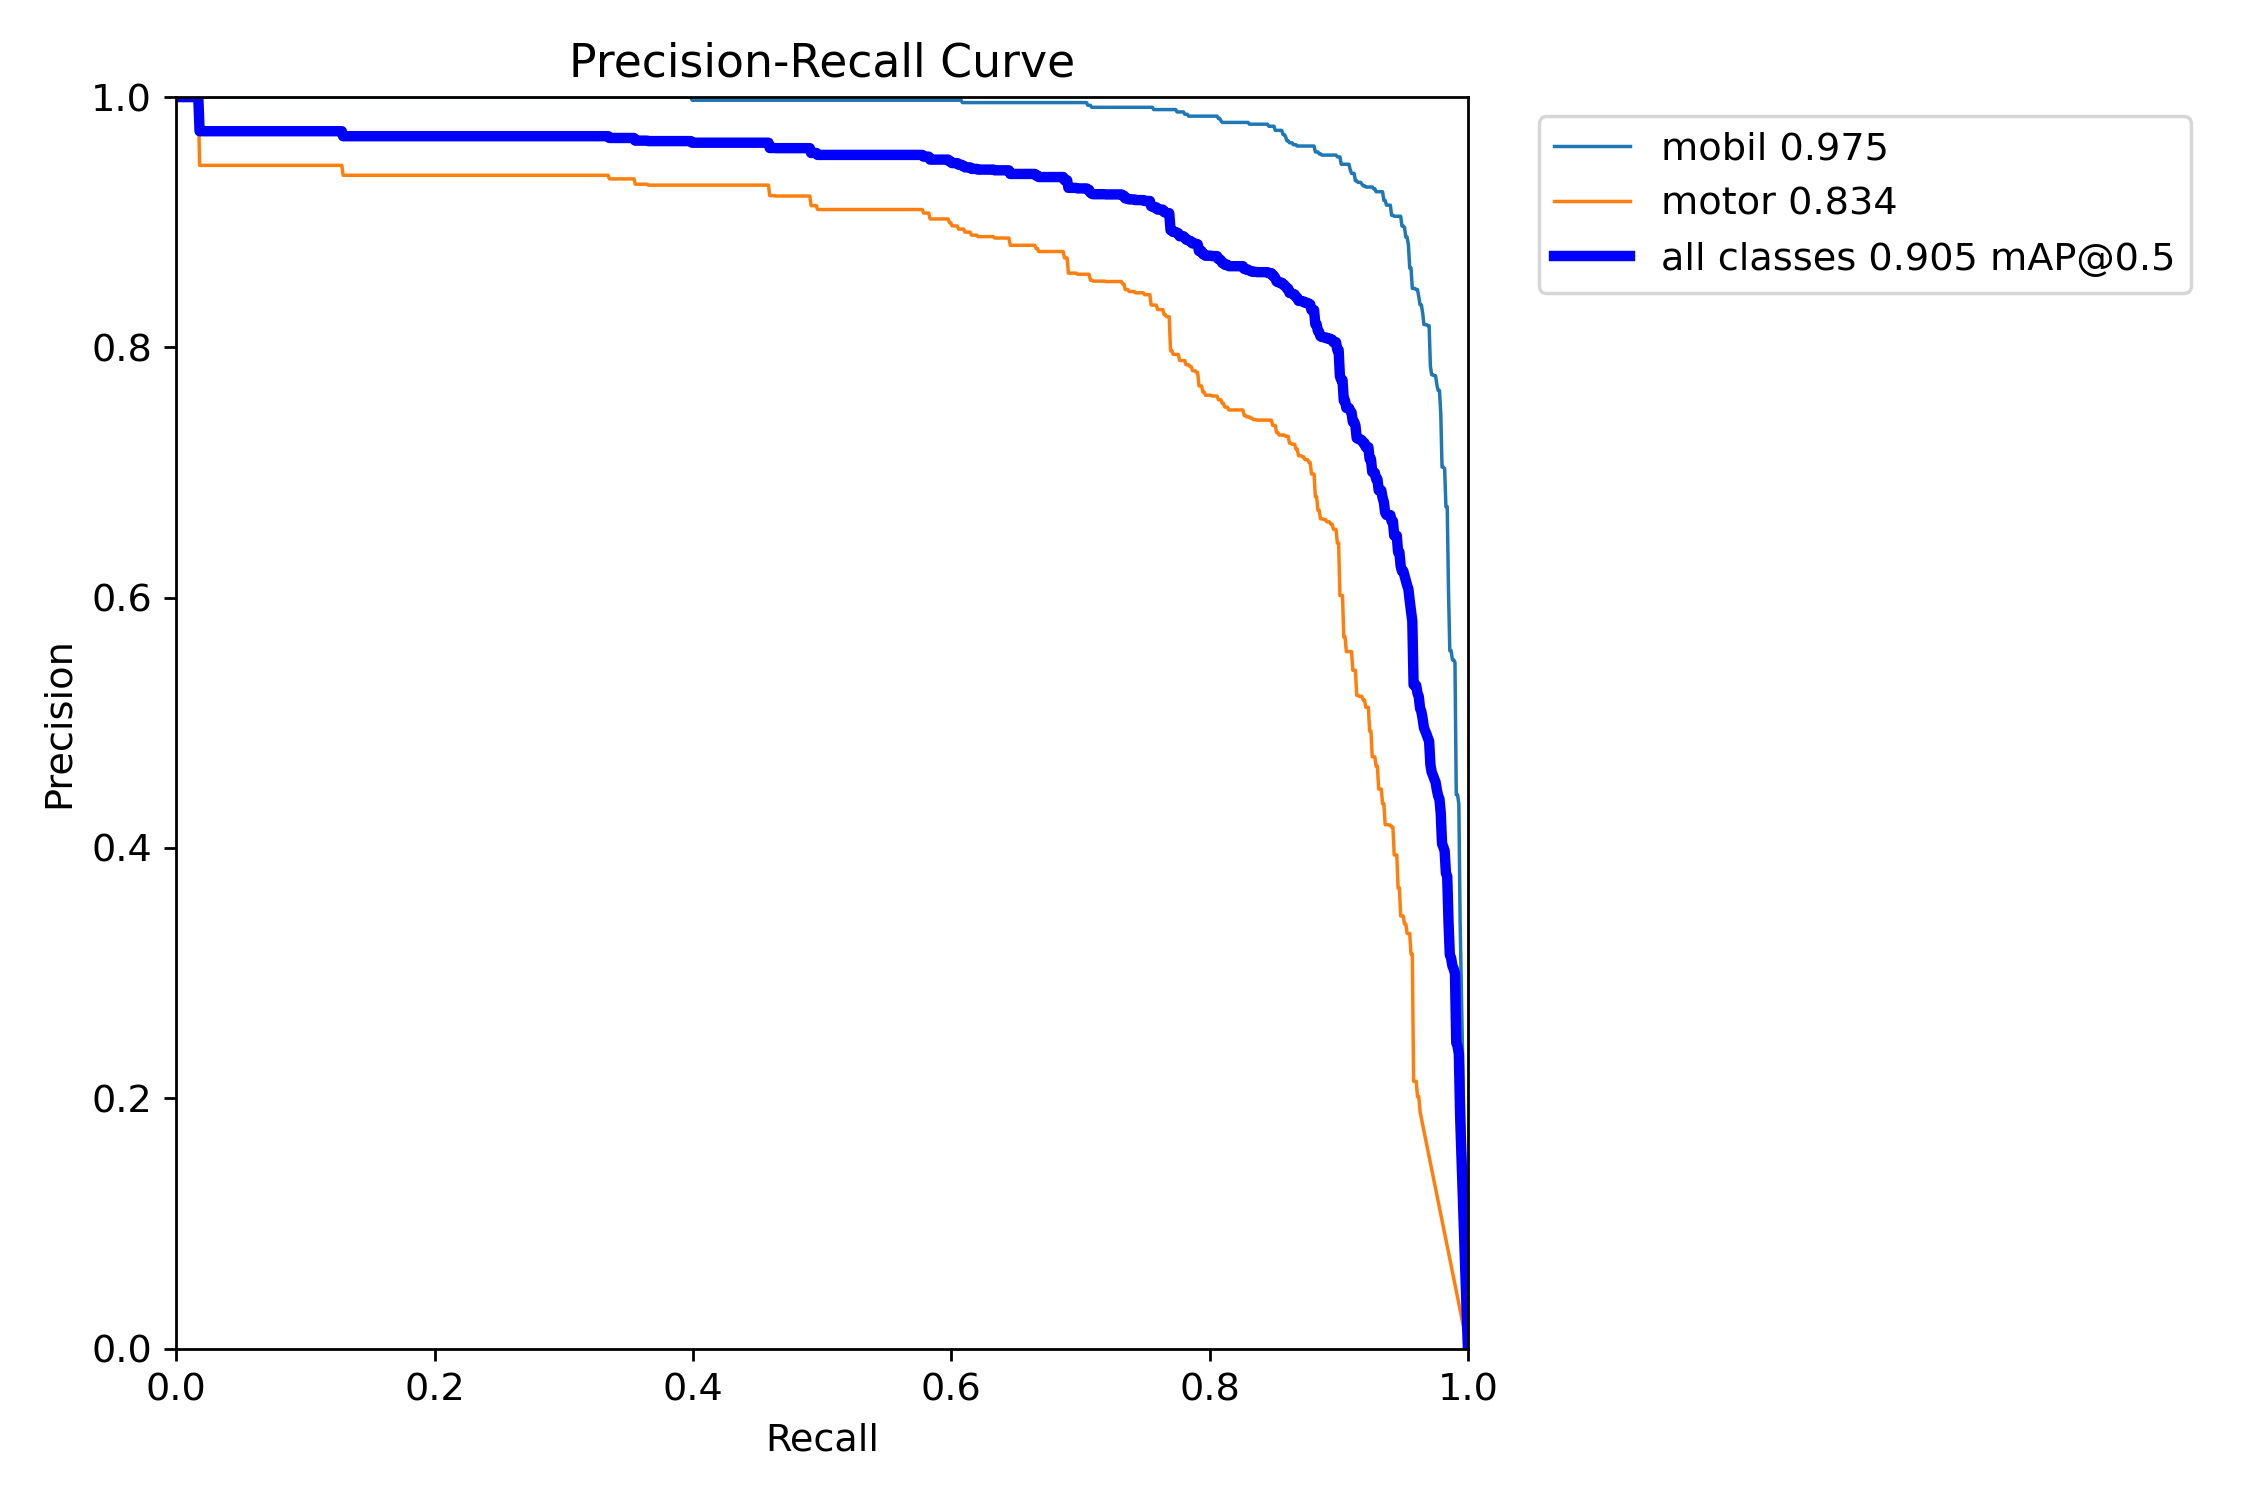 Precision-Recall Curve
1.0
0.8
0.6
0.4
0.2
0.0
Precision
0.0 0.2 0.4 0.6 0.8 1.0
Recall
mobil 0.975
motor 0.834
all classes 0.905 mAP@0.5